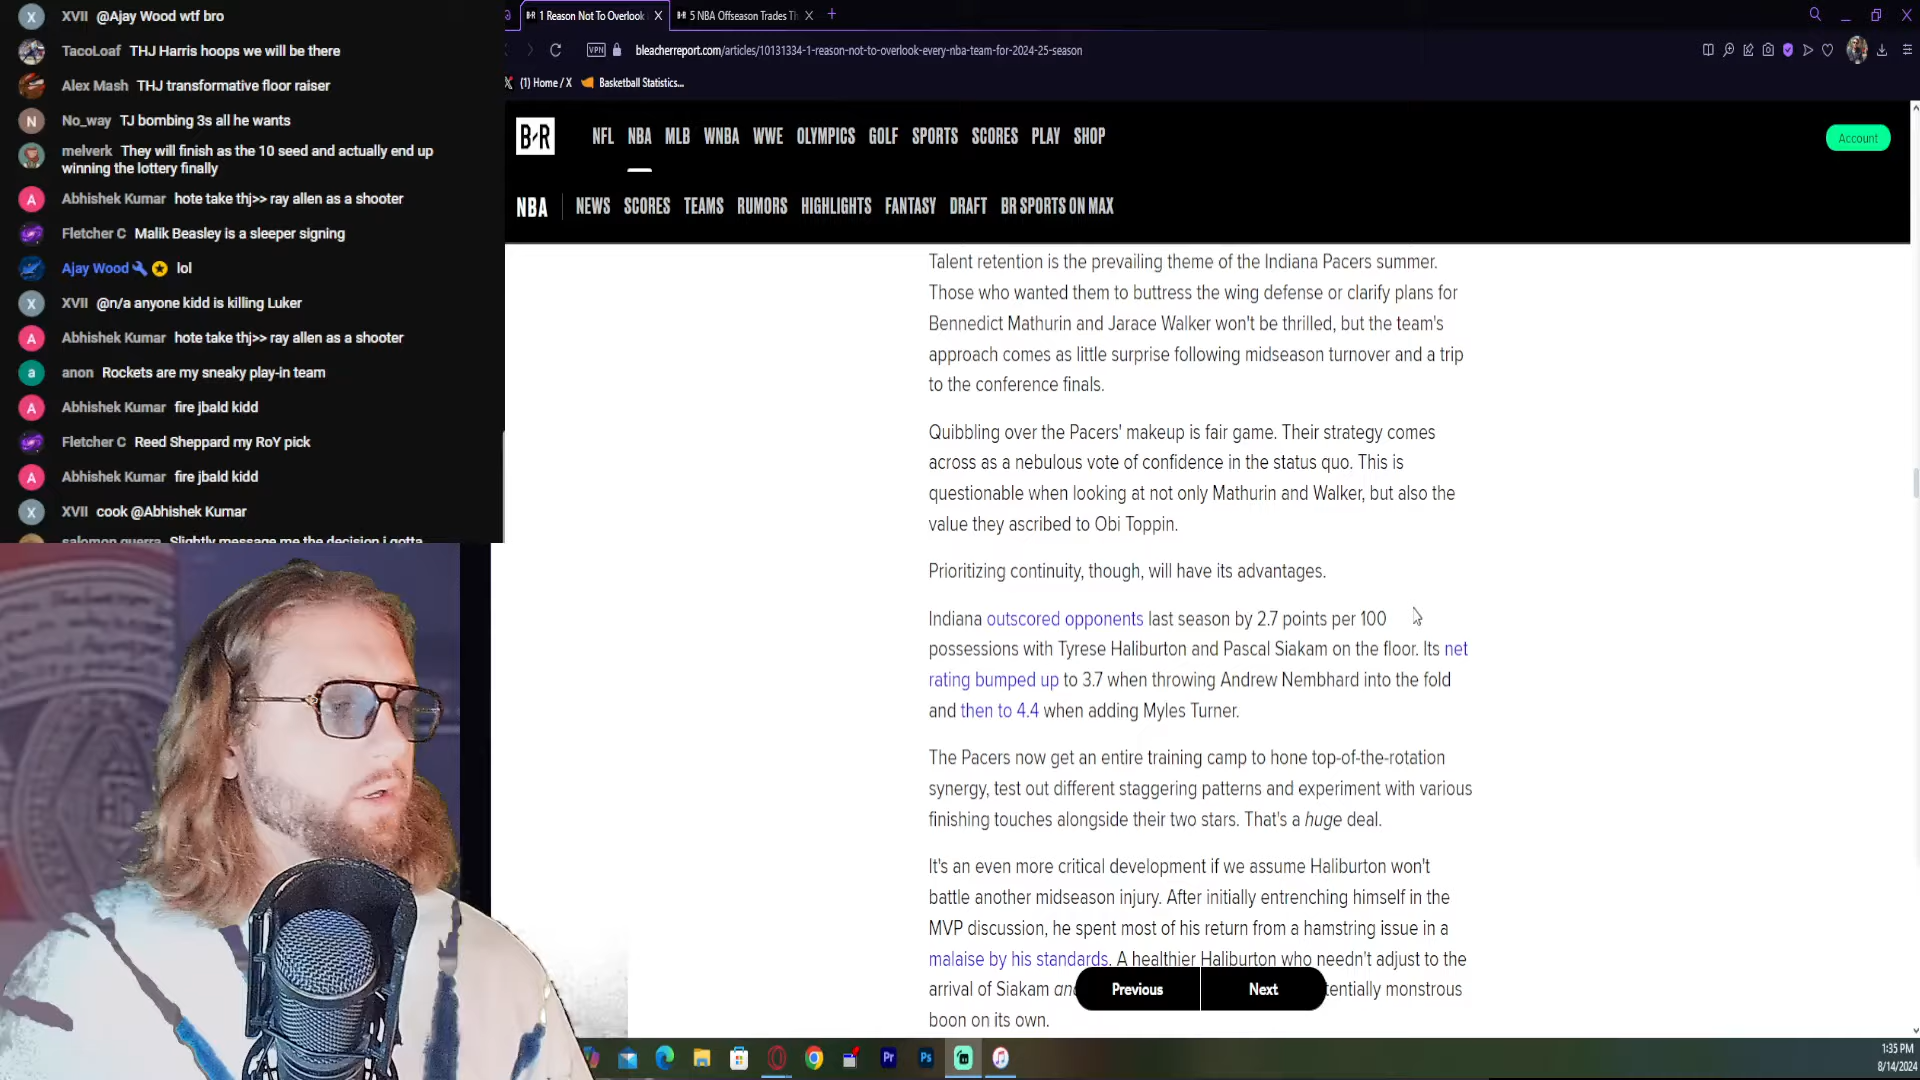 XVII @Ajay Wood wtf bro
TacoLoaf THJ Harris hoops we will be there
Alex Mash THJ transformative floor raiser
No_way TJ bombing 3s all he wants
melverk They will finish as the 10 seed and actually end up
winning the lottery finally
Abhishek Kumar hote take thj>> ray allen as a shooter
Fletcher C Malik Beasley is a sleeper signing
Ajay Wood lol
XVII @n/a anyone kidd is killing Luker
Abhishek Kumar hote take thj>> ray allen as a shooter
anon Rockets are my sneaky play-in team
Abhishek Kumar fire jbald kidd
Fletcher C Reed Sheppard my RoY pick
Abhishek Kumar fire jbald kidd
XVII cook @Abhishek Kumar
salomon guerra Slightly message me the decision i gotta
1 Reason Not To Overlook
5 NBA Offseason Trades Th
VPN
bleacherreport.com/articles/10131334-1-reason-not-to-overlook-every-nba-team-for-2024-25-season
(1) Home / X
Basketball Statistics...
B/R
NFL NBA MLB WNBA WWE OLYMPICS GOLF SPORTS SCORES PLAY SHOP
Account
NBA NEWS SCORES TEAMS RUMORS HIGHLIGHTS FANTASY DRAFT BR SPORTS ON MAX
Talent retention is the prevailing theme of the Indiana Pacers summer.
Those who wanted them to buttress the wing defense or clarify plans for
Bennedict Mathurin and Jarace Walker won't be thrilled, but the team's
approach comes as little surprise following midseason turnover and a trip
to the conference finals.
Quibbling over the Pacers' makeup is fair game. Their strategy comes
across as a nebulous vote of confidence in the status quo. This is
questionable when looking at not only Mathurin and Walker, but also the
value they ascribed to Obi Toppin.
Prioritizing continuity, though, will have its advantages.
Indiana outscored opponents last season by 2.7 points per 100
possessions with Tyrese Haliburton and Pascal Siakam on the floor. Its net
rating bumped up to 3.7 when throwing Andrew Nembhard into the fold
and then to 4.4 when adding Myles Turner.
The Pacers now get an entire training camp to hone top-of-the-rotation
synergy, test out different staggering patterns and experiment with various
finishing touches alongside their two stars. That's a huge deal.
It's an even more critical development if we assume Haliburton won't
battle another midseason injury. After initially entrenching himself in the
MVP discussion, he spent most of his return from a hamstring issue in a
malaise by his standards. A healthier Haliburton who needn't adjust to the
arrival of Siakam
tentially monstrous
boon on its own.
Previous
Next
Pr
Ps
1:35 PM
8/14/2024